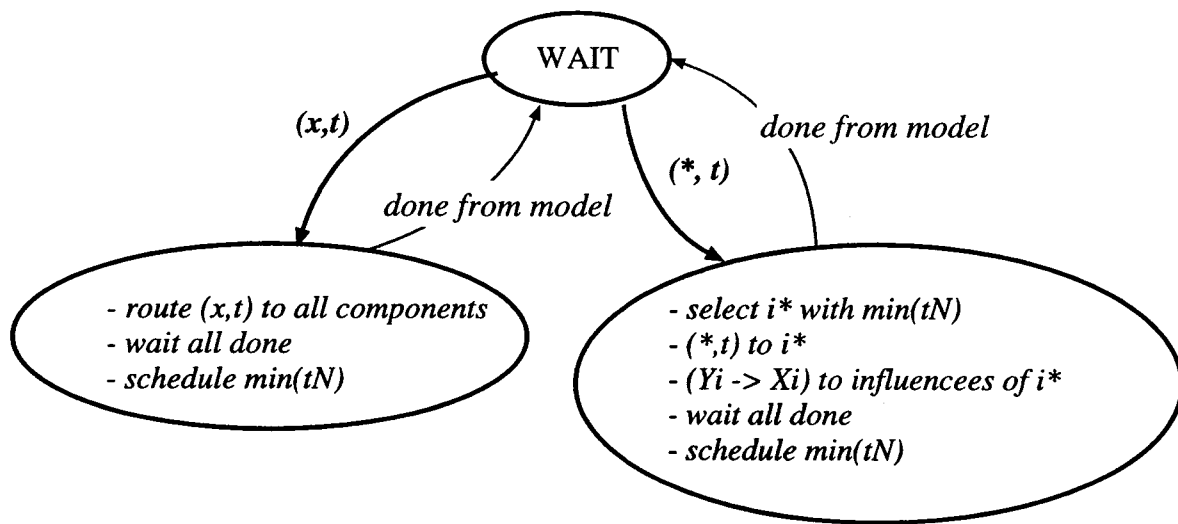 WAIT
(x,t)
done from model
(*, t)
done from model
- route (x,t) to all components
- wait all done
- schedule min(tN)
- select i* with min(tN)
- (*,t) to i*
- (Yi -> Xi) to influencees of i*
- wait all done
- schedule min(tN)